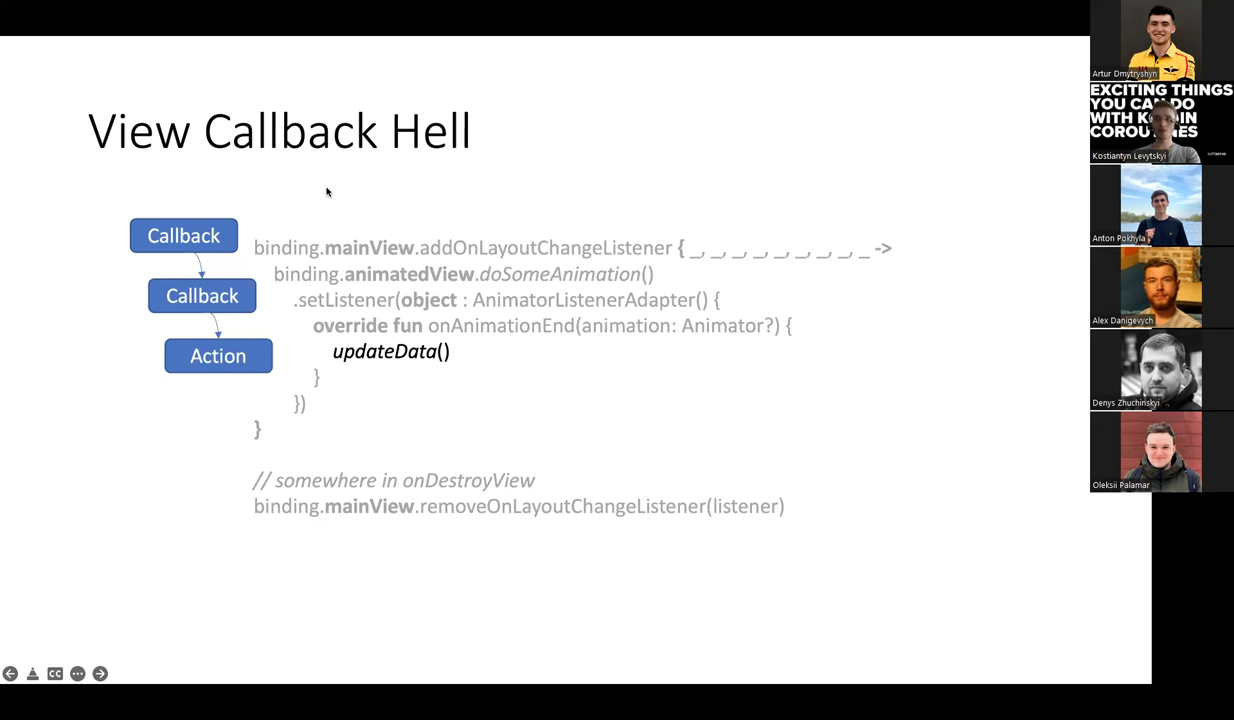 View Callback Hell
Callback
Callback
Action
binding.mainView.addOnLayoutChangeListener { _, _, _, _, _, _, _, _, _ ->
binding.animatedView.doSomeAnimation()
.setListener(object : AnimatorListenerAdapter() {
override fun onAnimationEnd(animation: Animator?) {
updateData()
}
})
}
// somewhere in onDestroyView
binding.mainView.removeOnLayoutChangeListener(listener)
CC
Artur Dmytryshyn
EXCITING THINGS
YOU CAN DO
WITH
Kostiantyn Levytskyi
Anton Pokhyla
Alex Danigevych
Denys Zhuchinskyi
Oleksii Palamar